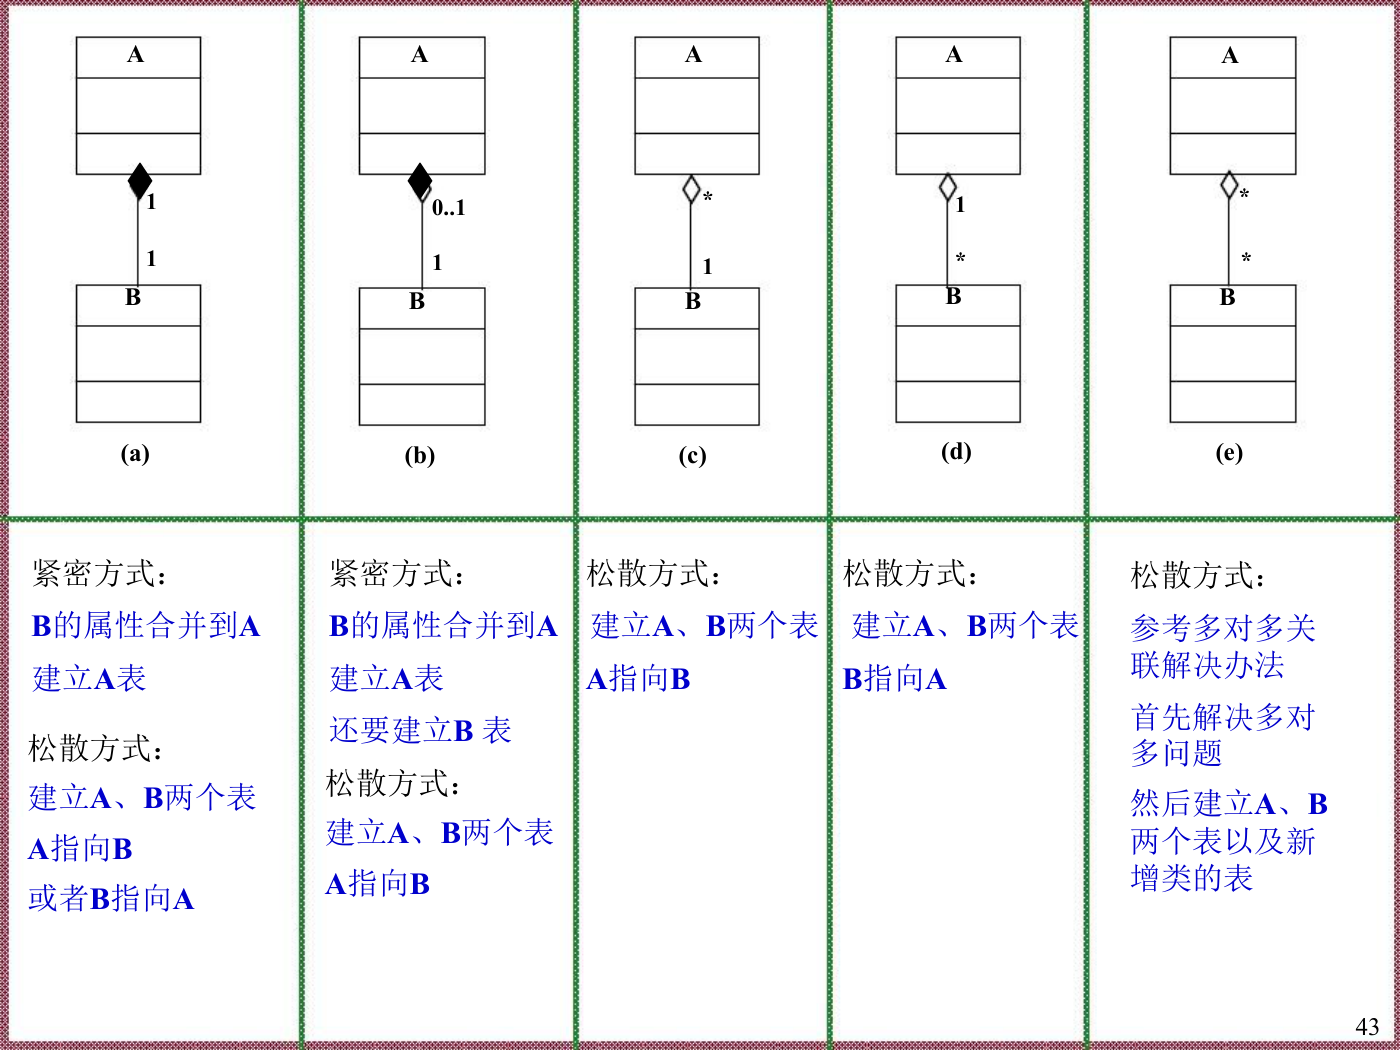 A
1
1
B
(a)
A
0..1
1
B
(b)
A
*
1
B
(c)
A
1
*
B
(d)
A
*
*
B
(e)
紧密方式：
B的属性合并到A
建立A表
松散方式：
建立A、B两个表
A指向B
或者B指向A
紧密方式：
B的属性合并到A
建立A表
还要建立B 表
松散方式：
建立A、B两个表
A指向B
松散方式：
建立A、B两个表
A指向B
松散方式：
建立A、B两个表
B指向A
松散方式：
参考多对多关
联解决办法
首先解决多对
多问题
然后建立A、B
两个表以及新
增类的表
43